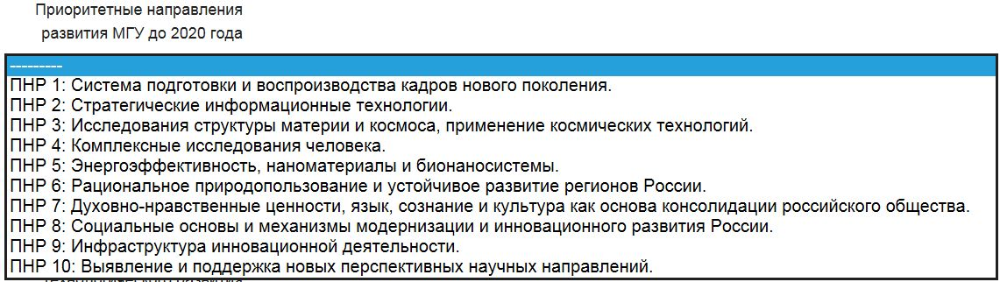 Приоритетные направления
развития МГУ до 2020 года
---------
ПНР 1: Система подготовки и воспроизводства кадров нового поколения.
ПНР 2: Стратегические информационные технологии.
ПНР 3: Исследования структуры материи и космоса, применение космических технологий.
ПНР 4: Комплексные исследования человека.
ПНР 5: Энергоэффективность, наноматериалы и бионаносистемы.
ПНР 6: Рациональное природопользование и устойчивое развитие регионов России.
ПНР 7: Духовно-нравственные ценности, язык, сознание и культура как основа консолидации российского общества.
ПНР 8: Социальные основы и механизмы модернизации и инновационного развития России.
ПНР 9: Инфраструктура инновационной деятельности.
ПНР 10: Выявление и поддержка новых перспективных научных направлений.